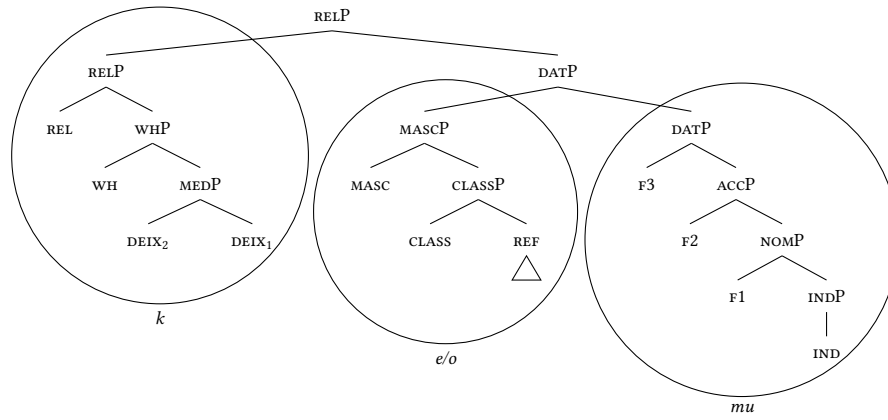 RELP
RELP DATP
REL WHP MASCP DATP
WH MEDP MASC CLASSP F3 ACCP
DEIX₂ DEIX₁ CLASS REF F2 NOMP
k F1 INDP
e/o IND
mu